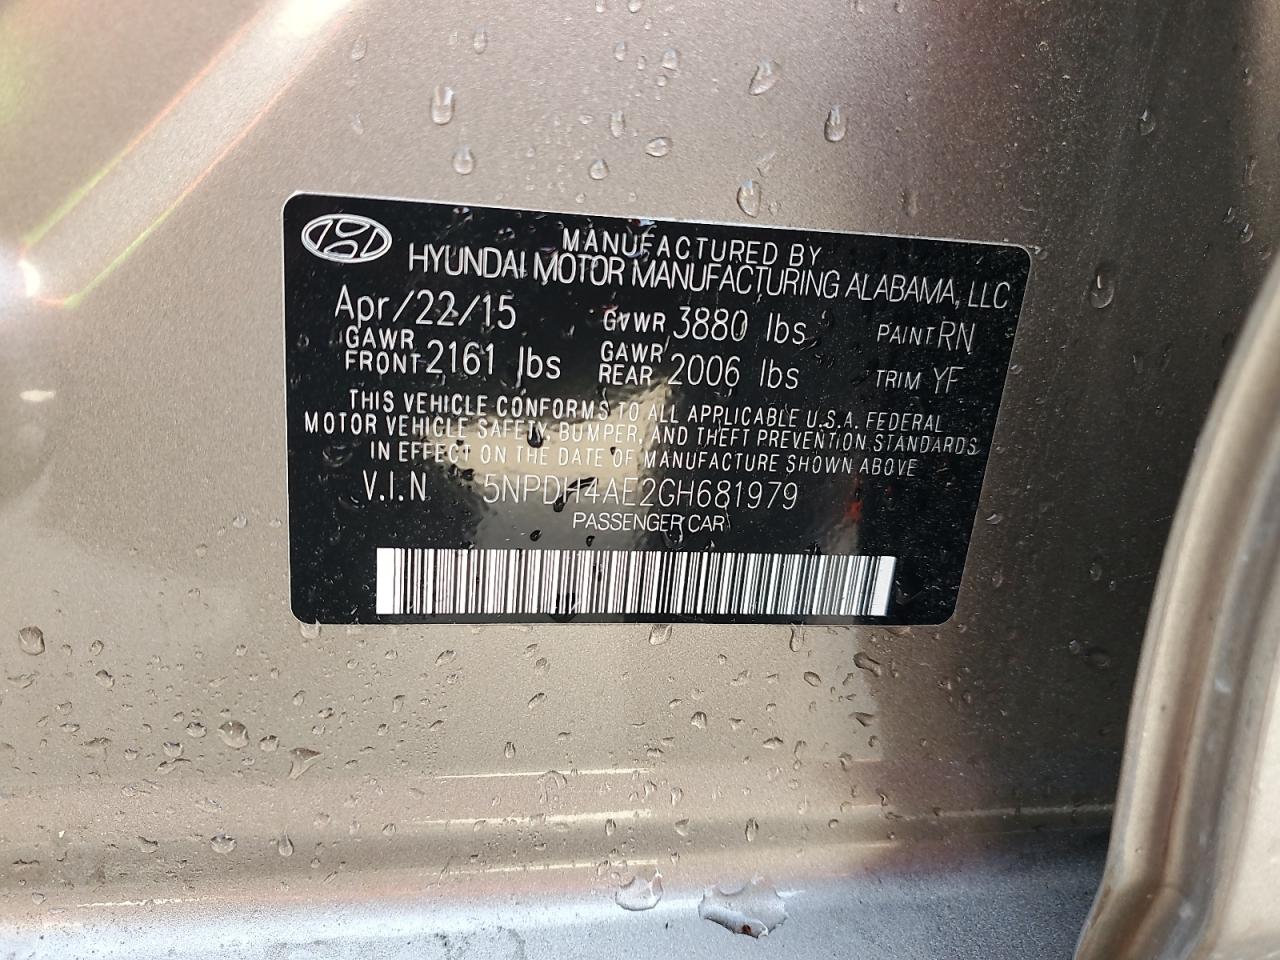 MANUFACTURED BY
HYUNDAI MOTOR MANUFACTURING ALABAMA, LLC
Apr/22/15 GVWR 3880 lbs PAINT RN
GAWR FRONT 2161 lbs GAWR REAR 2006 lbs TRIM YF
THIS VEHICLE CONFORMS TO ALL APPLICABLE U.S.A. FEDERAL
MOTOR VEHICLE SAFETY, BUMPER, AND THEFT PREVENTION STANDARDS
IN EFFECT ON THE DATE OF MANUFACTURE SHOWN ABOVE
V.I.N 5NPDH4AE2GH681979
PASSENGER CAR